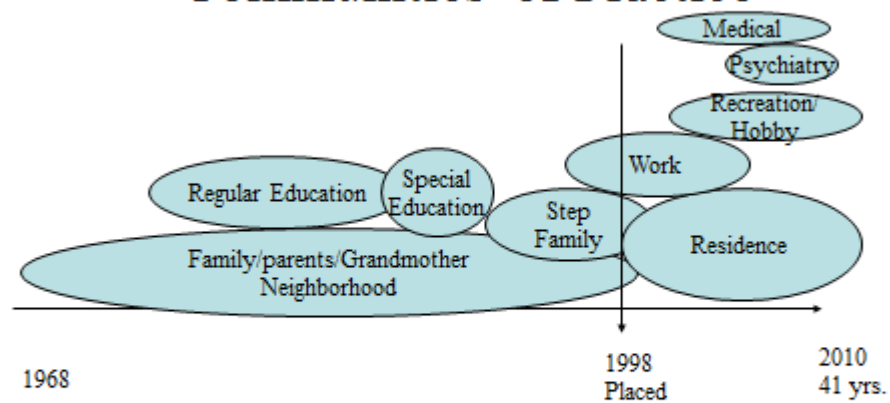 Medical
Psychiatry
Recreation/
Hobby
Work
Regular Education
Special
Education
Step
Family
Residence
Family/parents/Grandmother
Neighborhood
1968
1998
Placed
2010
41 yrs.